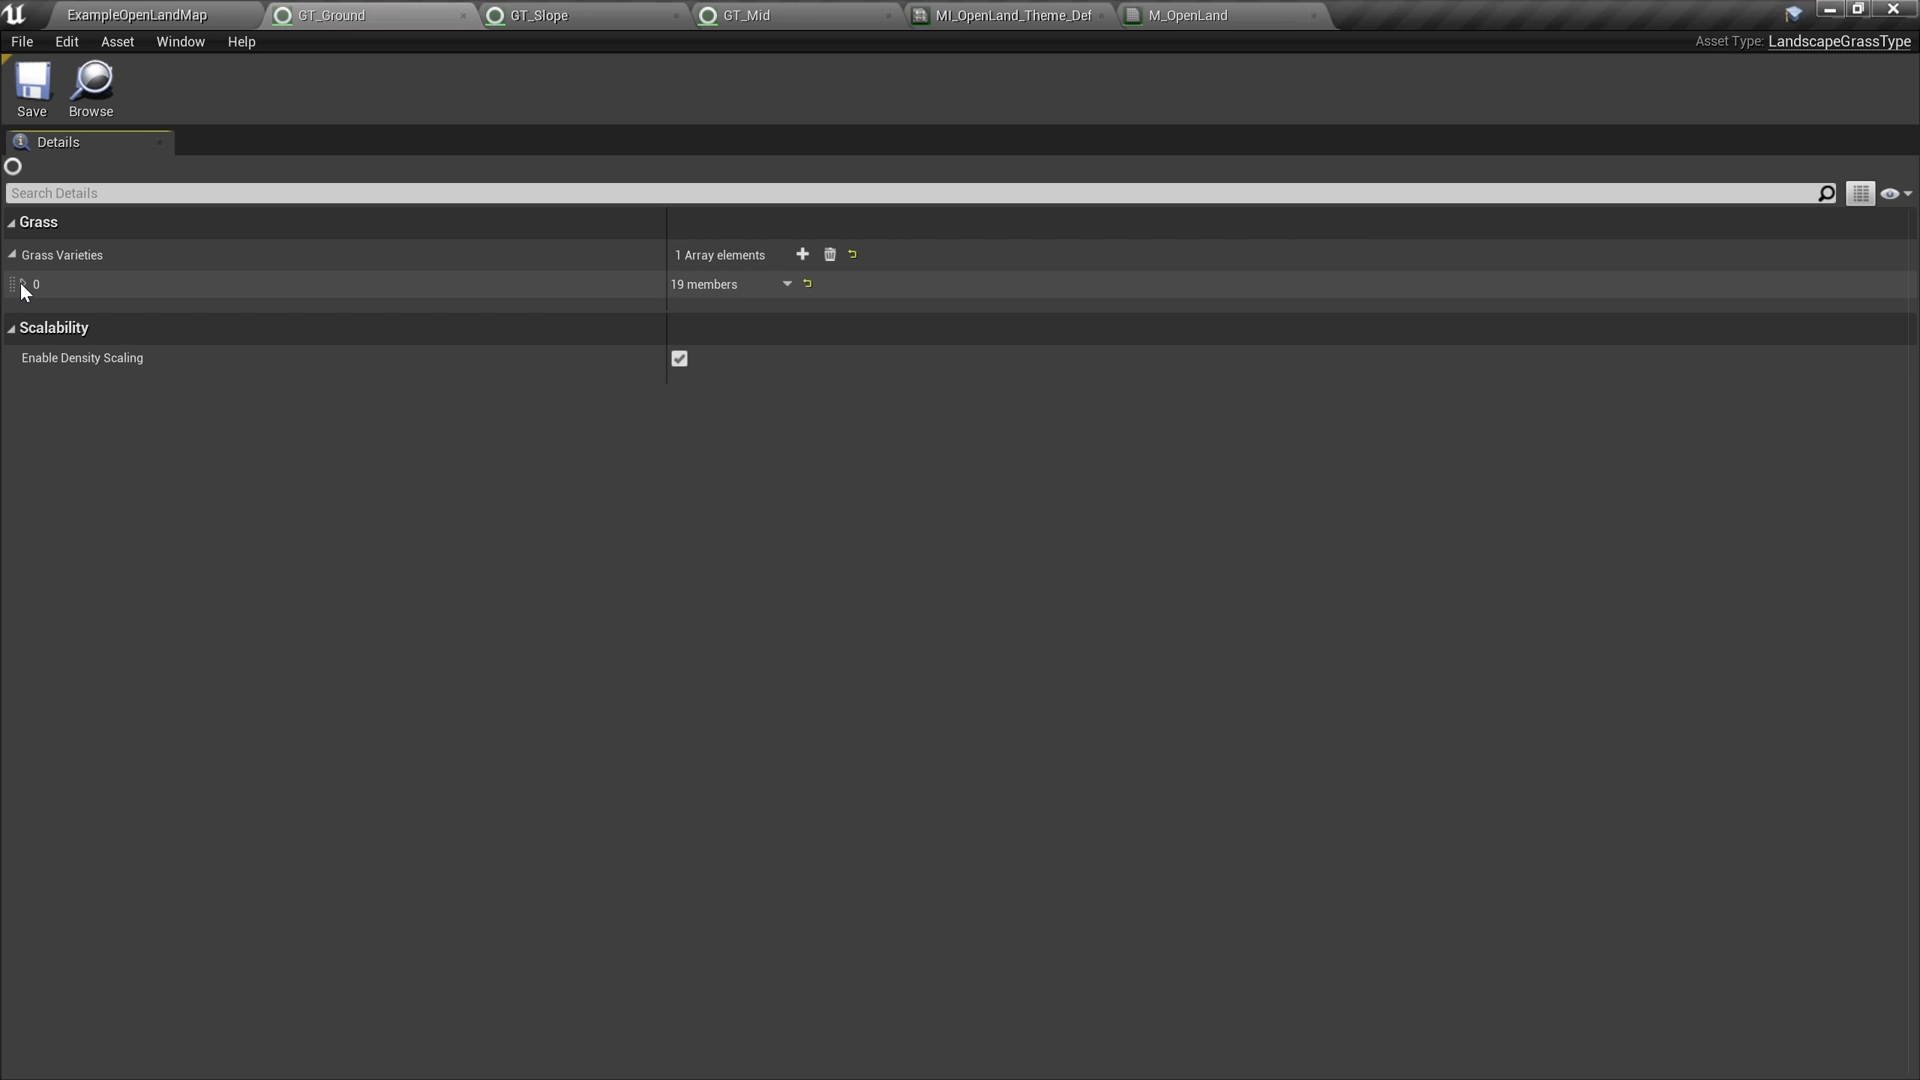 ExampleOpenLandMap
GT_Ground
GT_Slope
GT_Mid
MI_OpenLand_Theme_Def
M_OpenLand
File Edit Asset Window Help
Asset Type: LandscapeGrassType
Save Browse
Details
Search Details
Grass
Grass Varieties 1 Array elements
0 19 members
Scalability
Enable Density Scaling